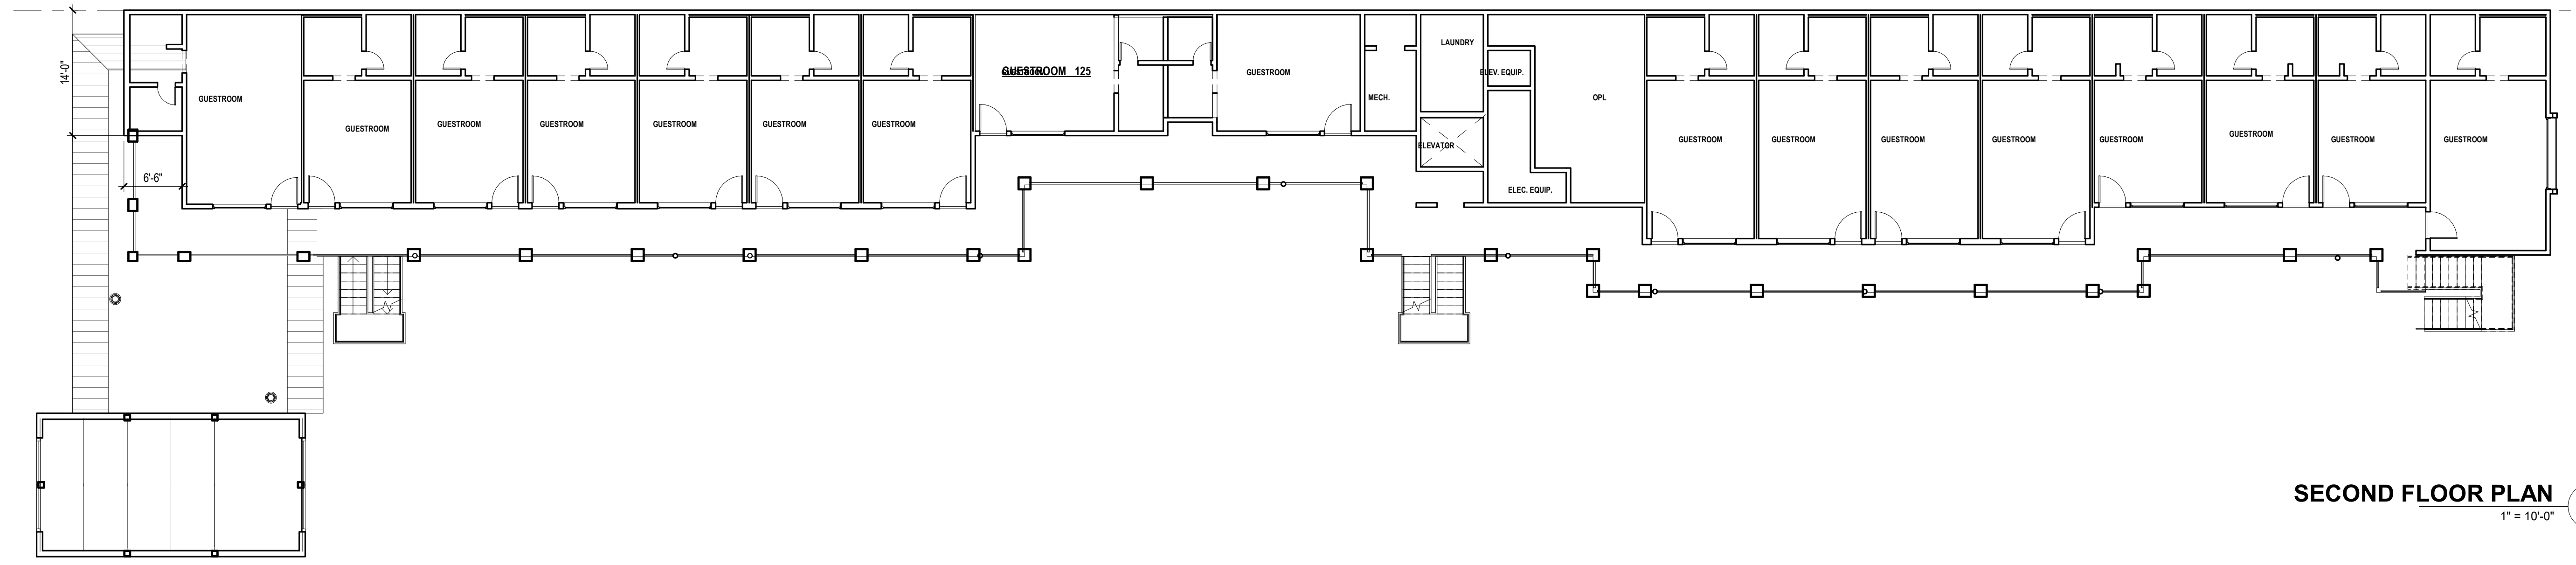 14'-0"
6'-6"
GUESTROOM
GUESTROOM
GUESTROOM
GUESTROOM
GUESTROOM
GUESTROOM
GUESTROOM
GUESTROOM 125
GUESTROOM
MECH.
LAUNDRY
ELEVATOR
ELEV. EQUIP.
ELEC. EQUIP.
OPL
GUESTROOM
GUESTROOM
GUESTROOM
GUESTROOM
GUESTROOM
GUESTROOM
GUESTROOM
GUESTROOM
SECOND FLOOR PLAN
1" = 10'-0"